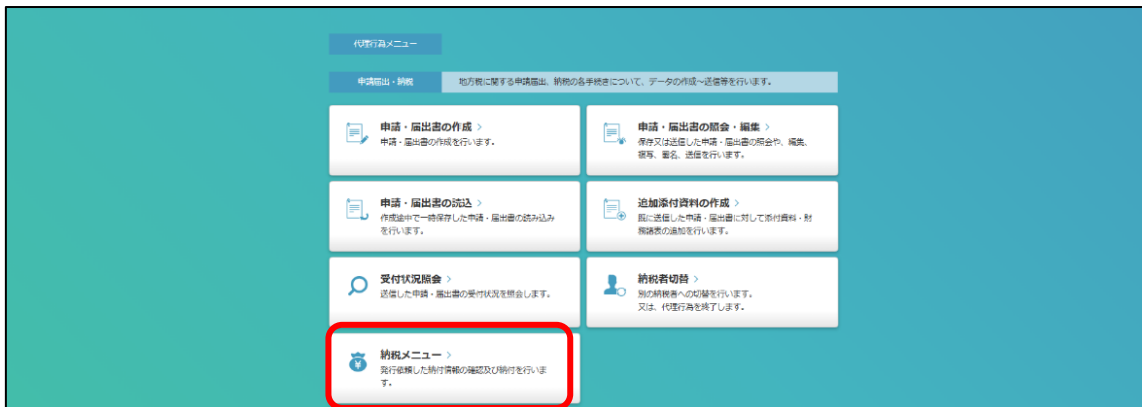 代理行為メニュー
申請届出・納税
地方税に関する申請届出、納税の各手続きについて、データの作成～送信等を行います。
申請・届出書の作成 >
申請・届出書の作成を行います。
申請・届出書の照会・編集 >
保存又は送信した申請・届出書の照会や、編集、
複写、署名、送信を行います。
申請・届出書の読込 >
作成途中で一時保存した申請・届出書の読み込み
を行います。
追加添付資料の作成 >
既に送信した申請・届出書に対して添付資料・財
務諸表の追加を行います。
受付状況照会 >
送信した申請・届出書の受付状況を照会します。
納税者切替 >
別の納税者への切替を行います。
又は、代理行為を終了します。
納税メニュー >
発行依頼した納付情報の確認及び納付を行いま
す。